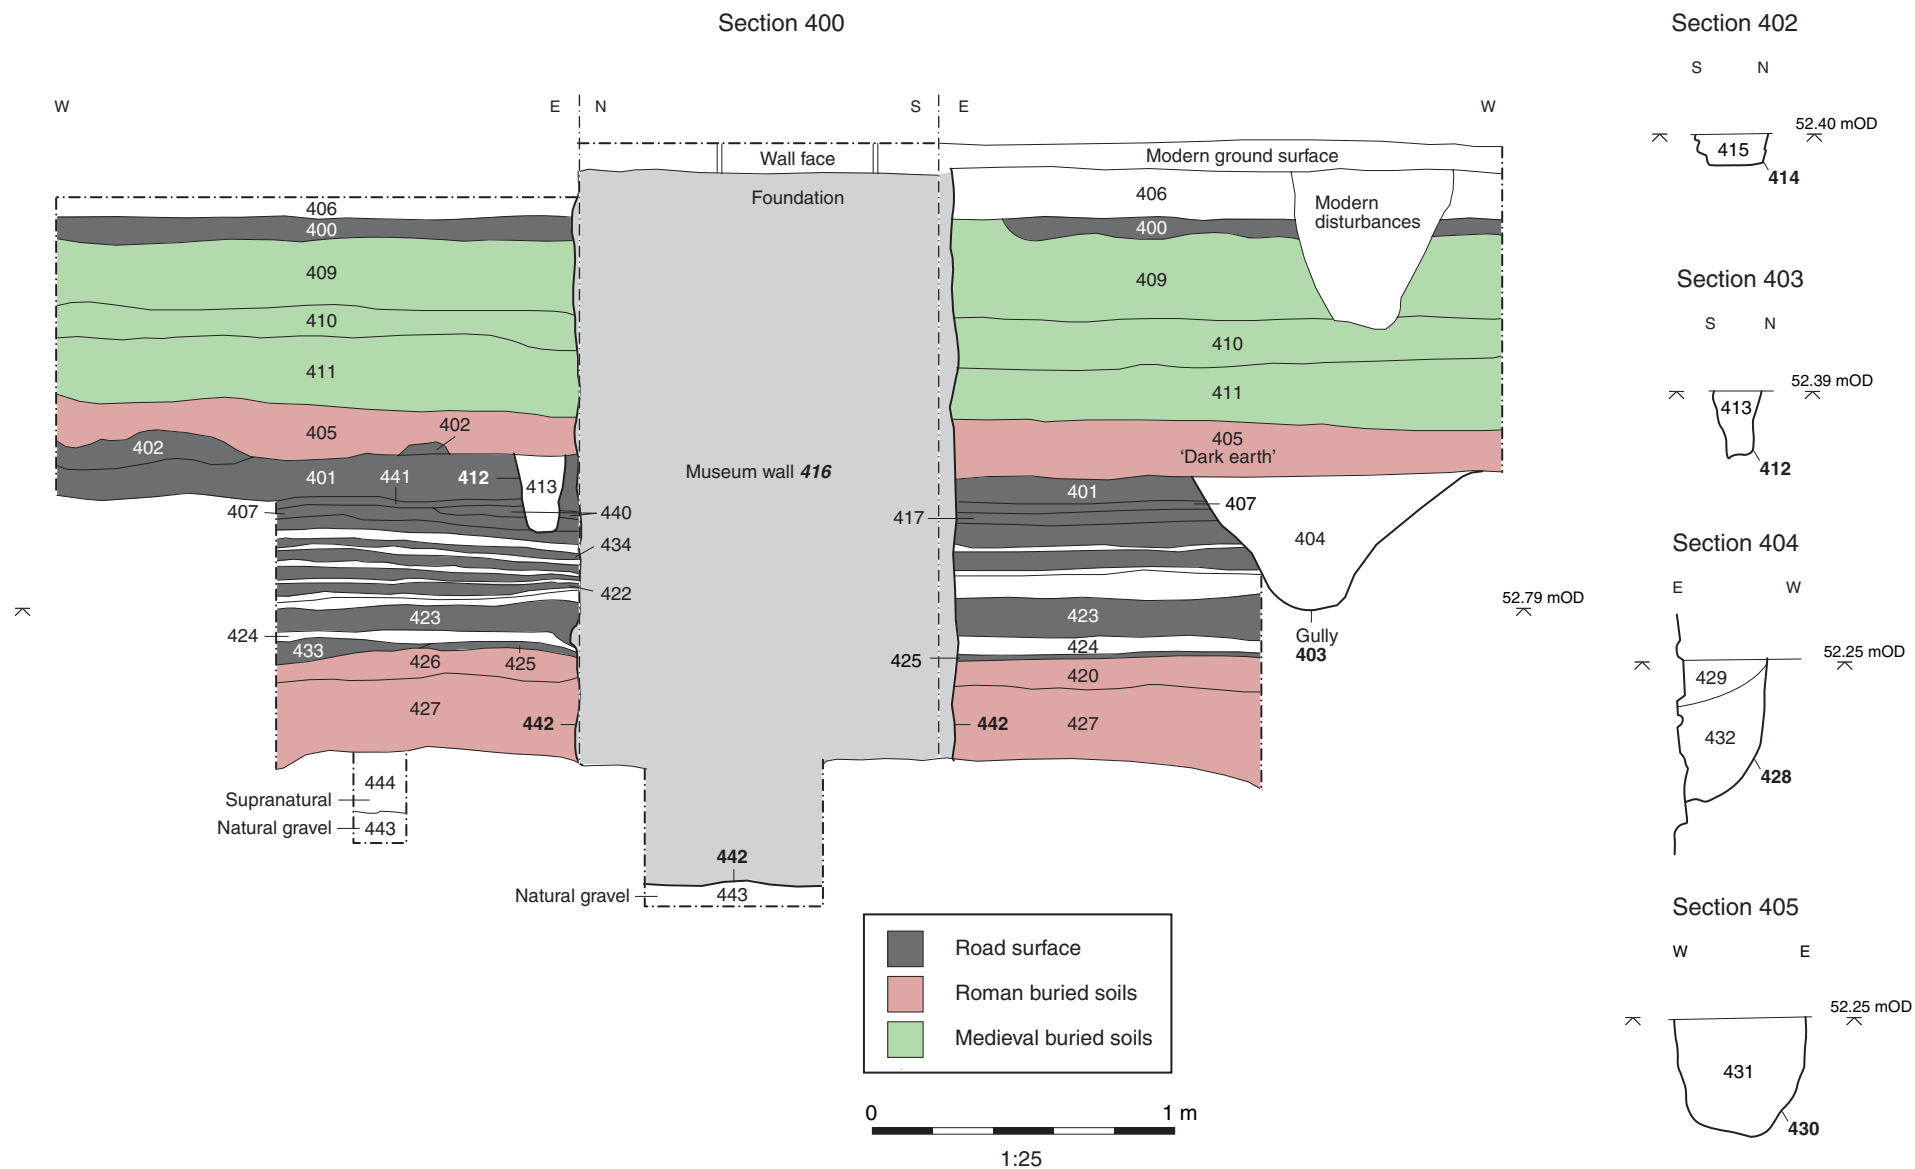 Section 400
W
E
N
S
E
W
Wall face
Modern ground surface
Foundation
406
400
409
410
411
405
402
402
401
441
412
413
407
440
434
422
423
424
433
426
425
427
442
444
Supranatural
Natural gravel
443
Museum wall 416
442
Natural gravel
443
406
Modern
disturbances
400
409
410
411
405
'Dark earth'
401
407
417
404
423
424
425
420
442
427
Gully
403
52.79 mOD
Road surface
Roman buried soils
Medieval buried soils
0
1 m
1:25
Section 402
S
N
52.40 mOD
415
414
Section 403
S
N
52.39 mOD
413
412
Section 404
E
W
52.25 mOD
429
432
428
Section 405
W
E
52.25 mOD
431
430